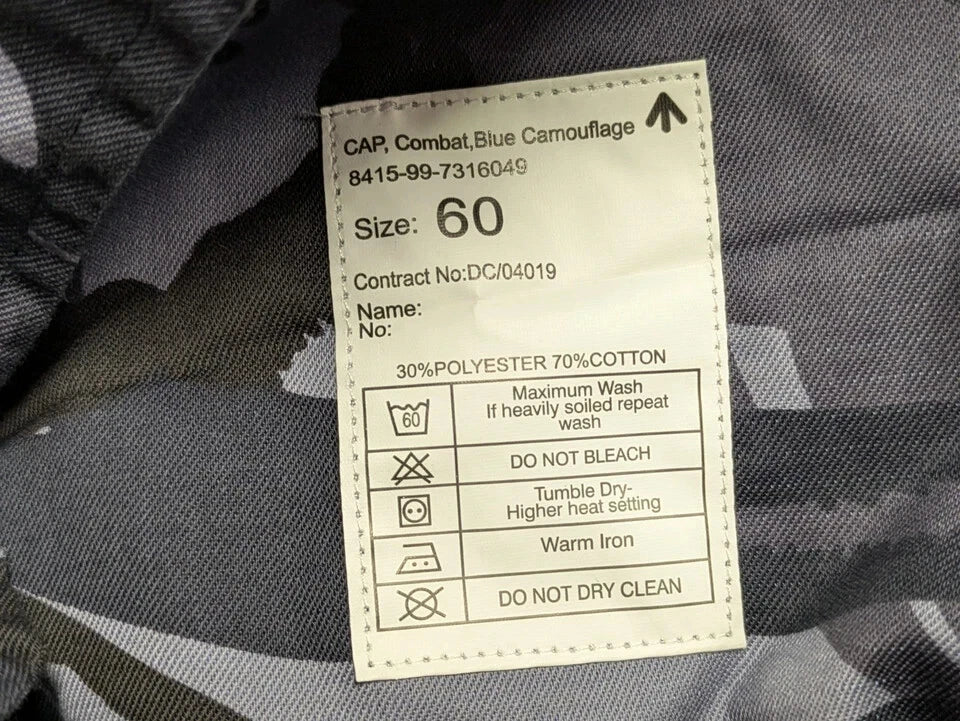 CAP, Combat,Blue Camouflage
8415-99-7316049
Size: 60
Contract No:DC/04019
Name:
No:
30%POLYESTER 70%COTTON
60
Maximum Wash
If heavily soiled repeat
wash
DO NOT BLEACH
Tumble Dry-
Higher heat setting
Warm Iron
DO NOT DRY CLEAN